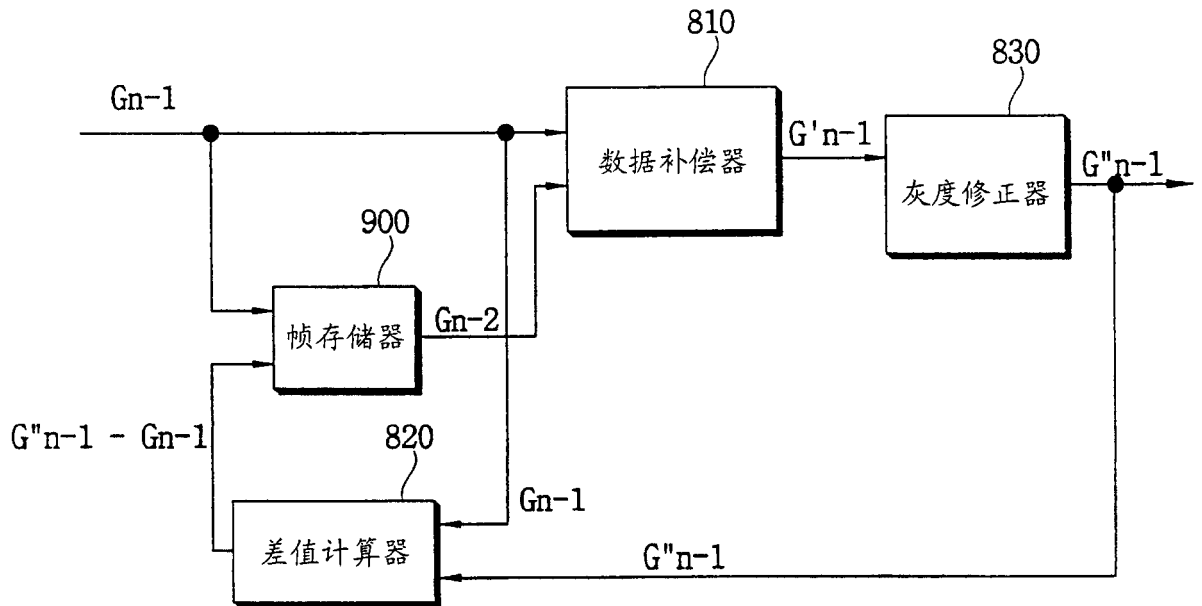 810
830
Gn-1
数据补偿器
G'n-1
灰度修正器
G"n-1
900
帧存储器
Gn-2
G"n-1 - Gn-1
820
差值计算器
Gn-1
G"n-1